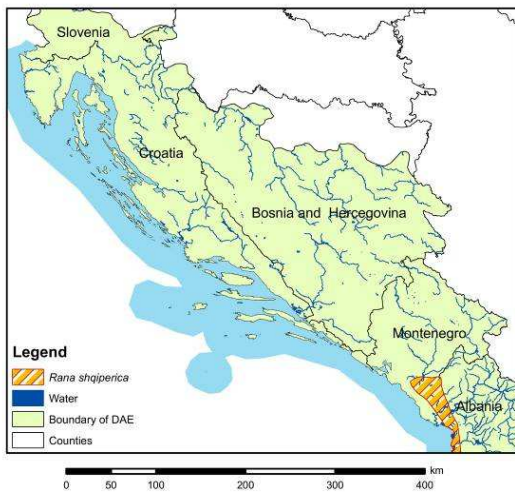 Slovenia
Croatia
Bosnia and Hercegovina
Montenegro
Albania
Legend
Rana shqiperica
Water
Boundary of DAE
Counties
km
0 50 100 200 300 400